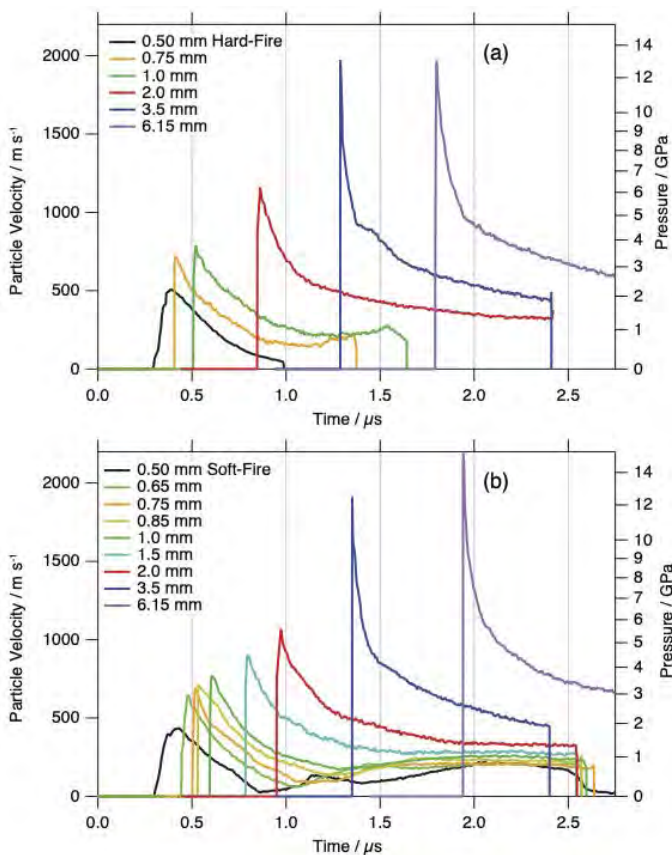 (a)
0.50 mm Hard-Fire
0.75 mm
1.0 mm
2.0 mm
3.5 mm
6.15 mm
Particle Velocity / m s⁻¹
2000
1500
1000
500
0
Pressure / GPa
14
13
12
11
10
9
8
7
6
5
4
3
2
1
0
0.0 0.5 1.0 1.5 2.0 2.5
Time / µs
(b)
0.50 mm Soft-Fire
0.65 mm
0.75 mm
0.85 mm
1.0 mm
1.5 mm
2.0 mm
3.5 mm
6.15 mm
Particle Velocity / m s⁻¹
2000
1500
1000
500
0
Pressure / GPa
14
12
10
9
8
7
6
5
4
3
2
1
0
0.0 0.5 1.0 1.5 2.0 2.5
Time / µs